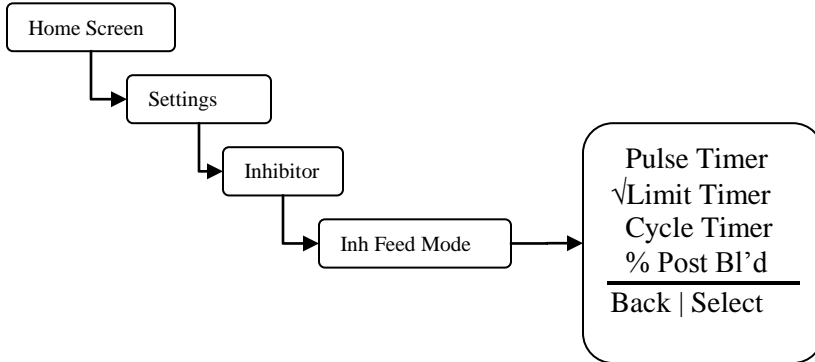 Home Screen
Settings
Inhibitor
Inh Feed Mode
Pulse Timer
√Limit Timer
Cycle Timer
% Post Bl'd
Back | Select